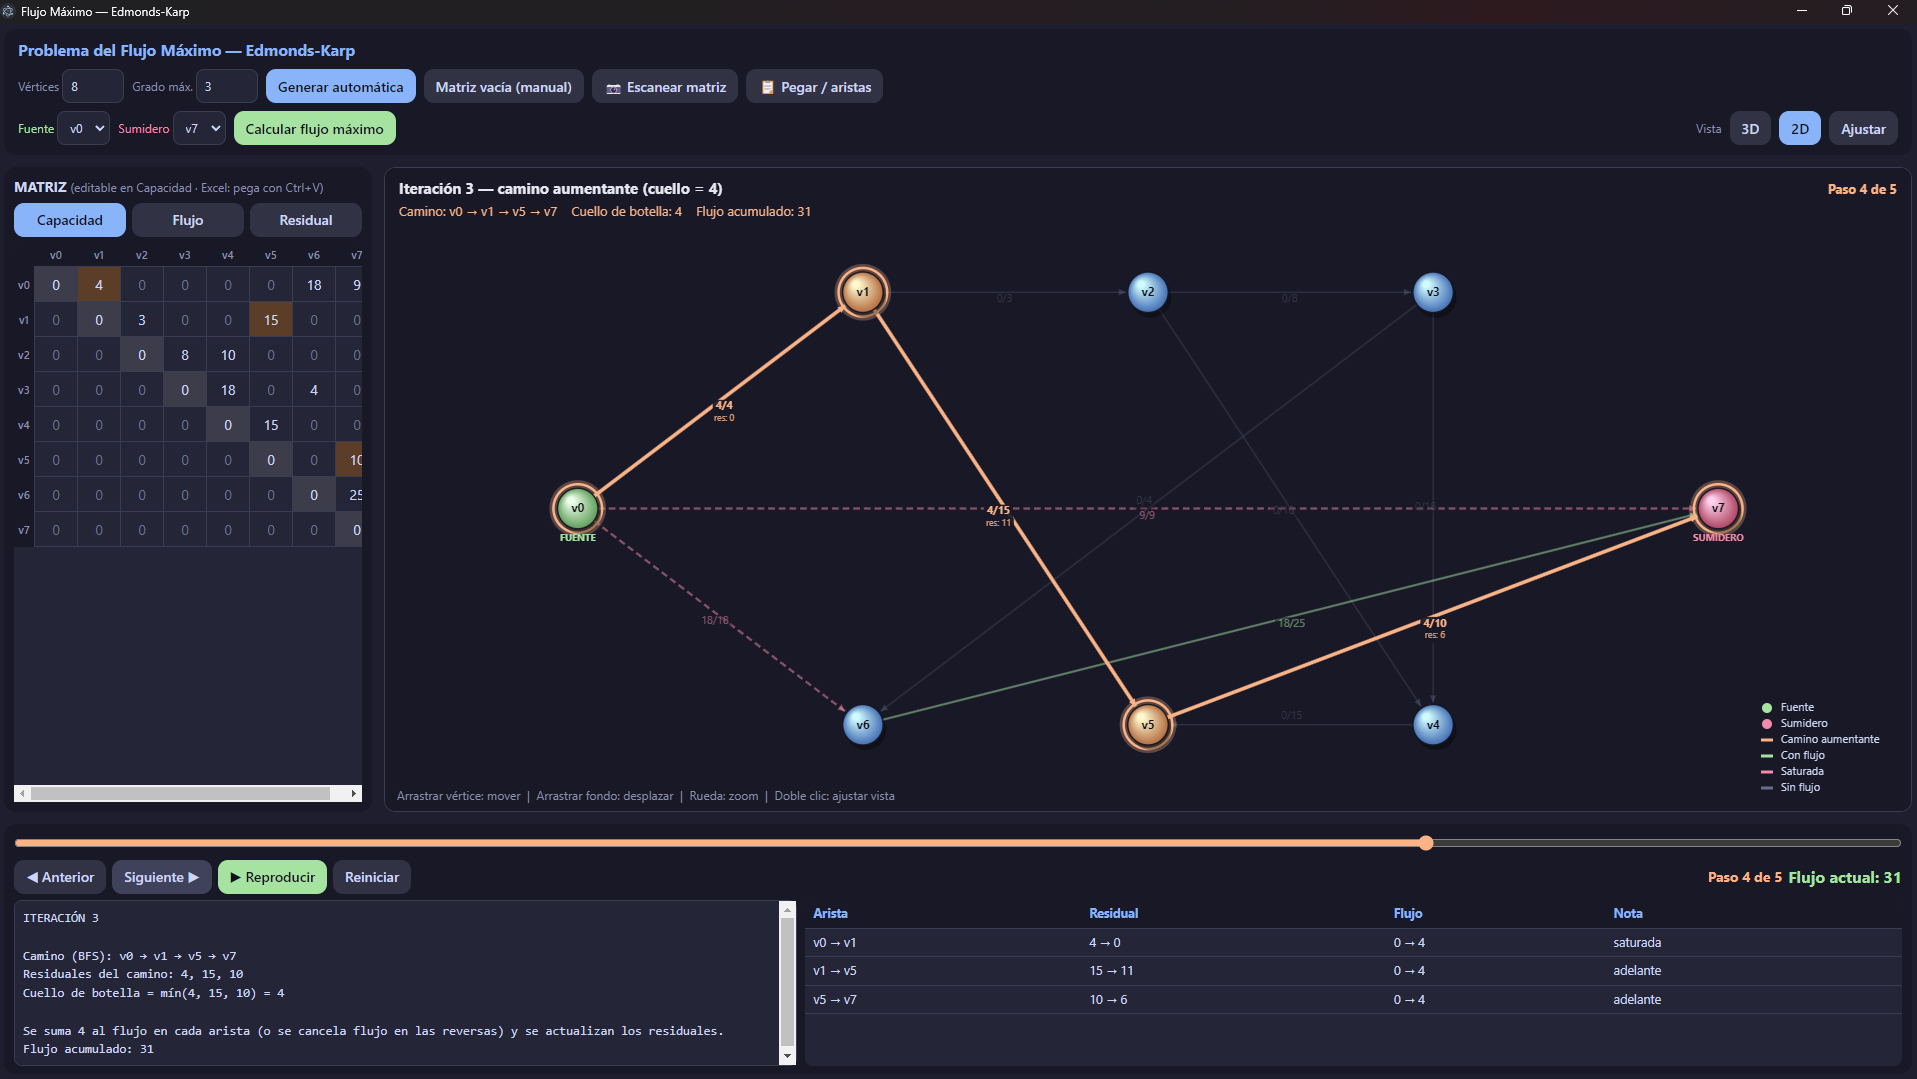 Flujo Máximo — Edmonds-Karp
Problema del Flujo Máximo — Edmonds-Karp
Vértices 8 Grado máx. 3 Generar automática Matriz vacía (manual) Escanear matriz Pegar / aristas
Fuente v0 Sumidero v7 Calcular flujo máximo Vista 3D 2D Ajustar
MATRIZ (editable en Capacidad · Excel: pega con Ctrl+V)
Capacidad Flujo Residual
v0 v1 v2 v3 v4 v5 v6 v7
v0 0 4 0 0 0 0 18 9
v1 0 0 3 0 0 15 0 0
v2 0 0 0 8 10 0 0 0
v3 0 0 0 0 18 0 4 0
v4 0 0 0 0 0 15 0 0
v5 0 0 0 0 0 0 0 10
v6 0 0 0 0 0 0 0 25
v7 0 0 0 0 0 0 0 0
Iteración 3 — camino aumentante (cuello = 4)
Paso 4 de 5
Camino: v0 → v1 → v5 → v7 Cuello de botella: 4 Flujo acumulado: 31
v1
v2
v3
0/3
0/8
4/4
res: 0
v0
FUENTE
4/15
res: 11
0/4
9/9
v7
SUMIDERO
18/18
18/25
4/10
res: 6
v6
v5
0/15
v4
Fuente
Sumidero
Camino aumentante
Con flujo
Saturada
Sin flujo
Arrastrar vértice: mover | Arrastrar fondo: desplazar | Rueda: zoom | Doble clic: ajustar vista
◀ Anterior Siguiente ▶ ▶ Reproducir Reiniciar
Paso 4 de 5 Flujo actual: 31
ITERACIÓN 3
Camino (BFS): v0 → v1 → v5 → v7
Residuales del camino: 4, 15, 10
Cuello de botella = mín(4, 15, 10) = 4
Se suma 4 al flujo en cada arista (o se cancela flujo en las reversas) y se actualizan los residuales.
Flujo acumulado: 31
Arista Residual Flujo Nota
v0 → v1 4 → 0 0 → 4 saturada
v1 → v5 15 → 11 0 → 4 adelante
v5 → v7 10 → 6 0 → 4 adelante